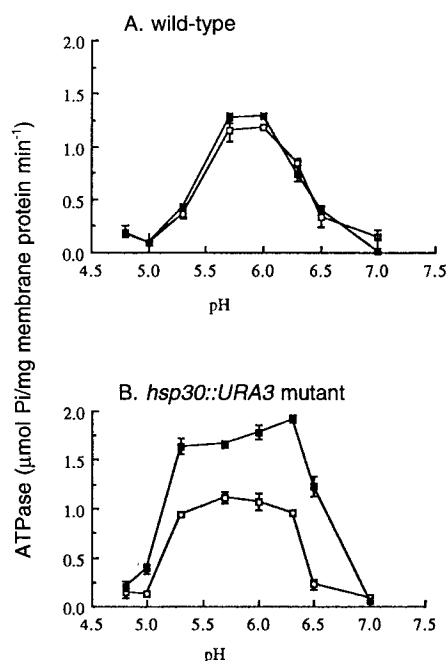 A. wild-type
2.0
1.5
1.0
0.5
0.0
4.5 5.0 5.5 6.0 6.5 7.0 7.5
pH
ATPase (μmol Pi/mg membrane protein min⁻¹)
B. hsp30::URA3 mutant
2.0
1.5
1.0
0.5
0.0
4.5 5.0 5.5 6.0 6.5 7.0 7.5
pH